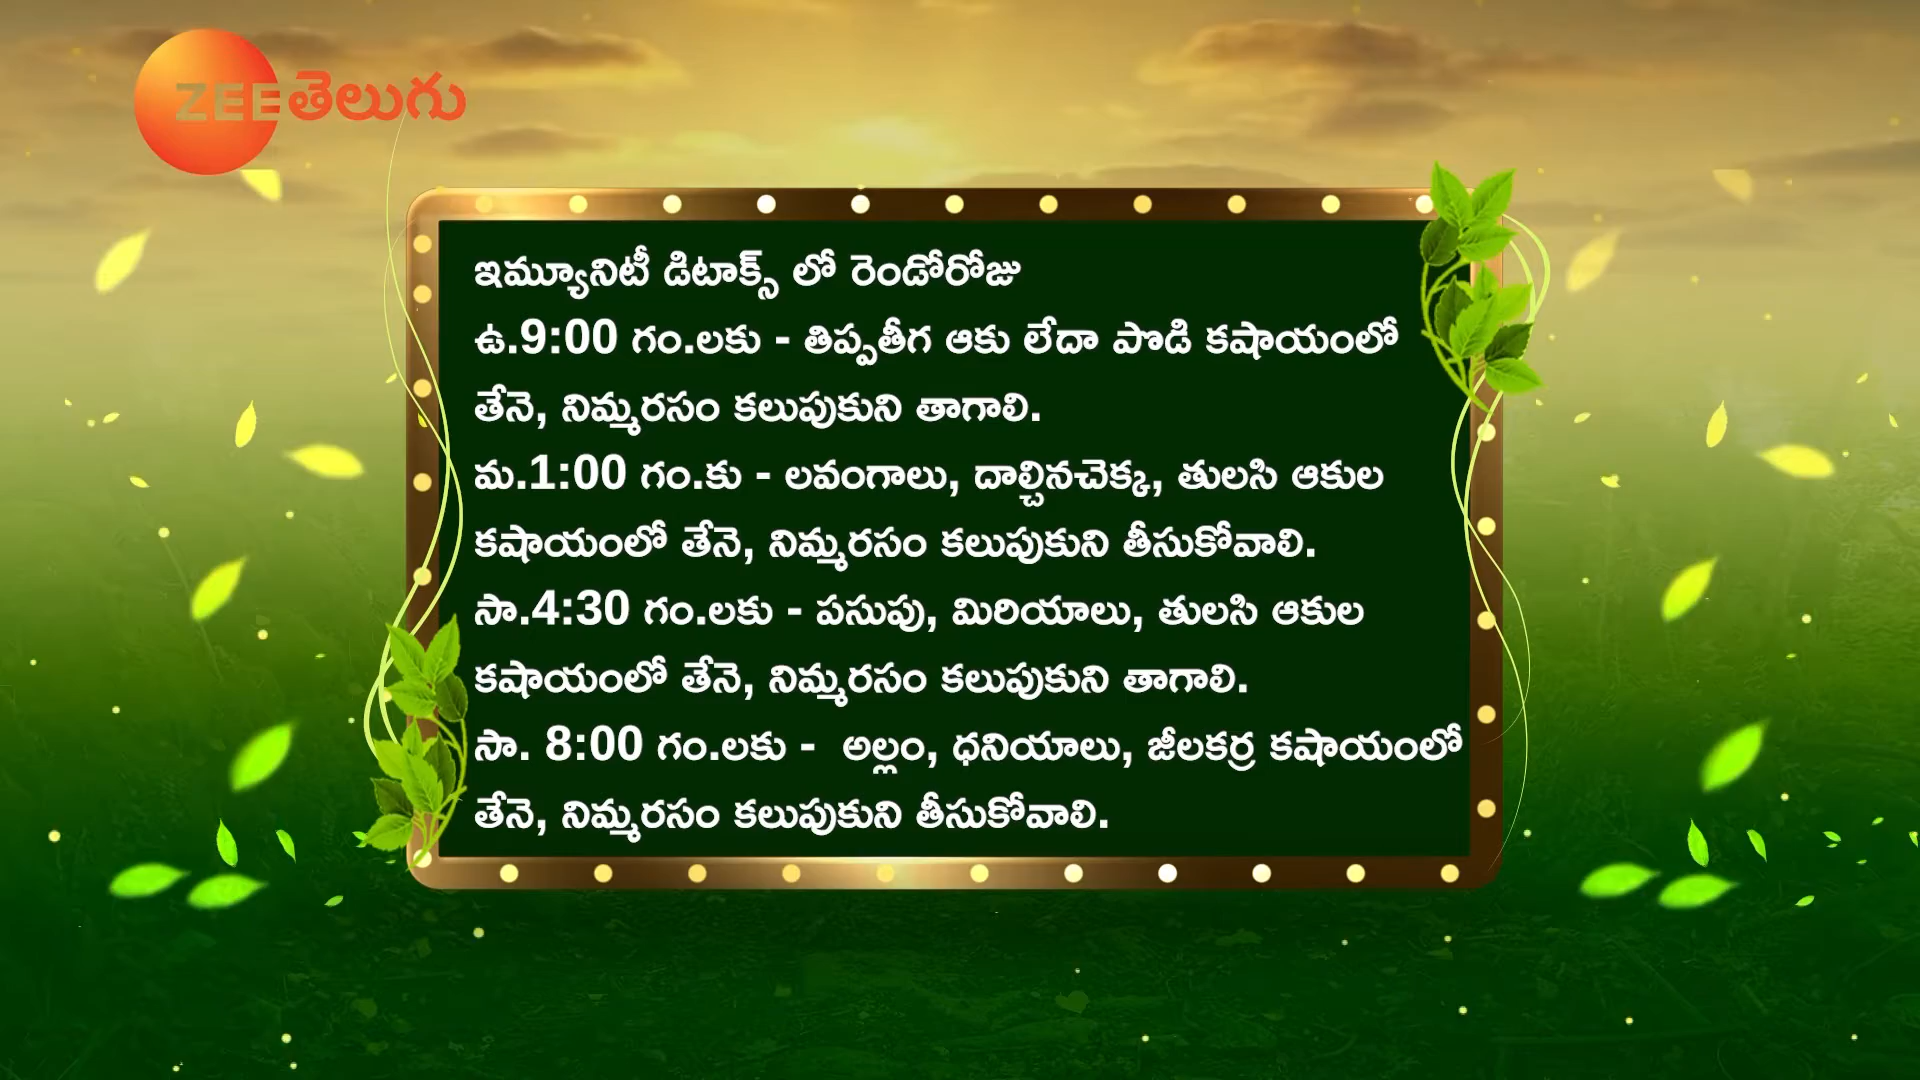 ZEE తెలుగు
ఇమ్యూనిటీ డిటాక్స్ లో రెండోరోజు
ఉ.9:00 గం.లకు - తిప్పతీగ ఆకు లేదా పొడి కషాయంలో
తేనె, నిమ్మరసం కలుపుకుని తాగాలి.
మ.1:00 గం.కు - లవంగాలు, దాల్చినచెక్క, తులసి ఆకుల
కషాయంలో తేనె, నిమ్మరసం కలుపుకుని తీసుకోవాలి.
సా.4:30 గం.లకు - పసుపు, మిరియాలు, తులసి ఆకుల
కషాయంలో తేనె, నిమ్మరసం కలుపుకుని తాగాలి.
సా. 8:00 గం.లకు - అల్లం, ధనియాలు, జీలకర్ర కషాయంలో
తేనె, నిమ్మరసం కలుపుకుని తీసుకోవాలి.